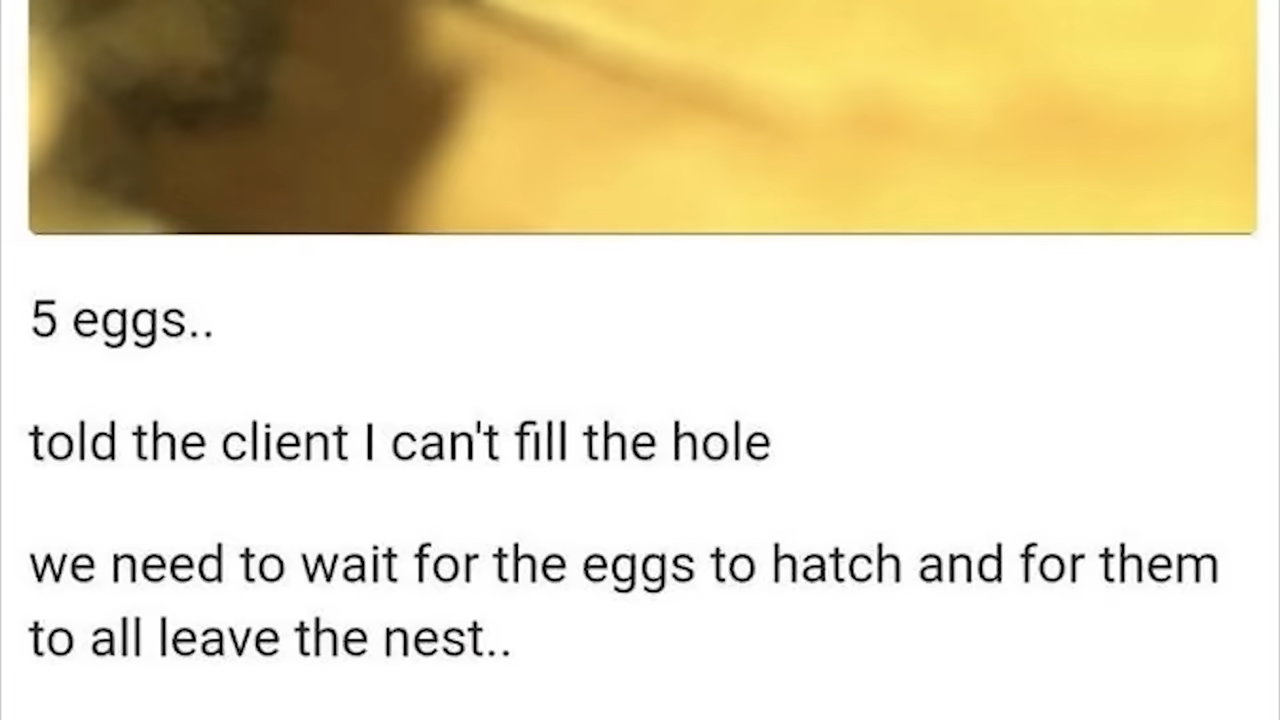 5 eggs..
told the client I can't fill the hole
we need to wait for the eggs to hatch and for them
to all leave the nest..